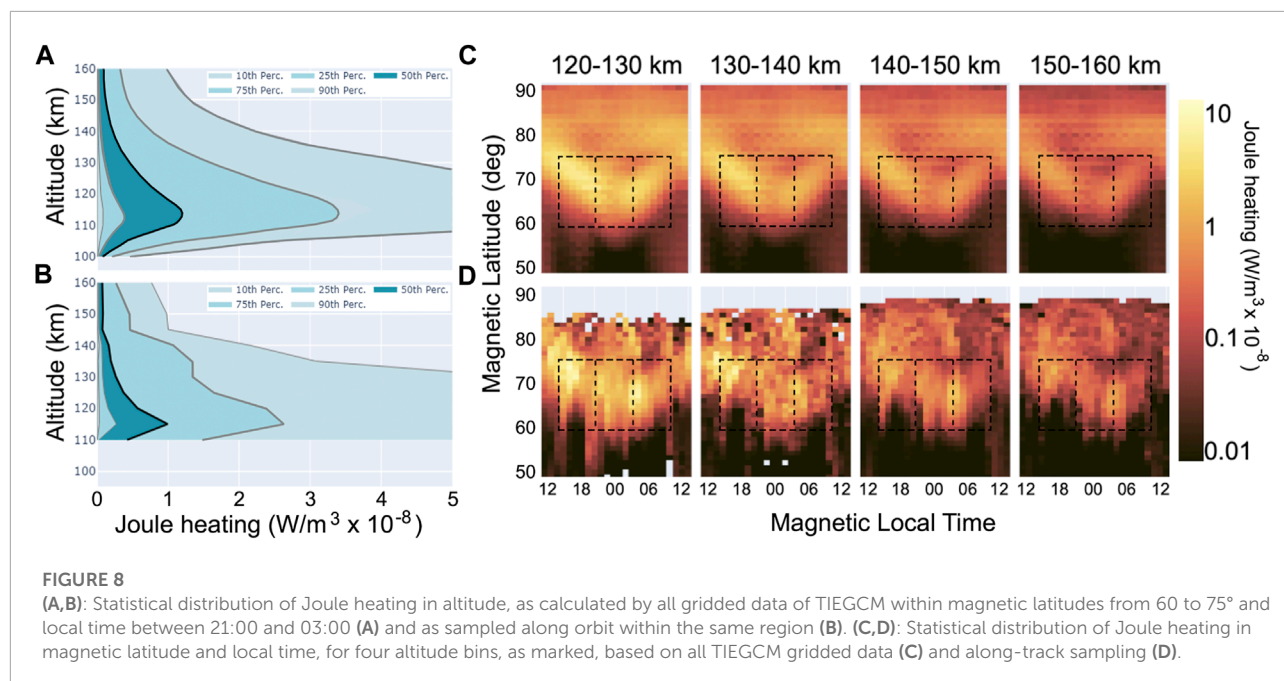 A
160
150
140
130
120
110
100
Altitude (km)
10th Perc. 25th Perc. 50th Perc.
75th Perc. 90th Perc.
B
160
150
140
130
120
110
100
Altitude (km)
10th Perc. 25th Perc. 50th Perc.
75th Perc. 90th Perc.
0 1 2 3 4 5
Joule heating (W/m³ x 10⁻⁸)
C
120-130 km 130-140 km 140-150 km 150-160 km
90
80
70
60
50
D
90
80
70
60
50
Magnetic Latitude (deg)
12 18 00 06 12 12 18 00 06 12 12 18 00 06 12 12 18 00 06 12
Magnetic Local Time
10
1
0.1
0.01
Joule heating (W/m³ x 10⁻⁸)
FIGURE 8
(A,B): Statistical distribution of Joule heating in altitude, as calculated by all gridded data of TIEGCM within magnetic latitudes from 60 to 75° and
local time between 21:00 and 03:00 (A) and as sampled along orbit within the same region (B). (C,D): Statistical distribution of Joule heating in
magnetic latitude and local time, for four altitude bins, as marked, based on all TIEGCM gridded data (C) and along-track sampling (D).